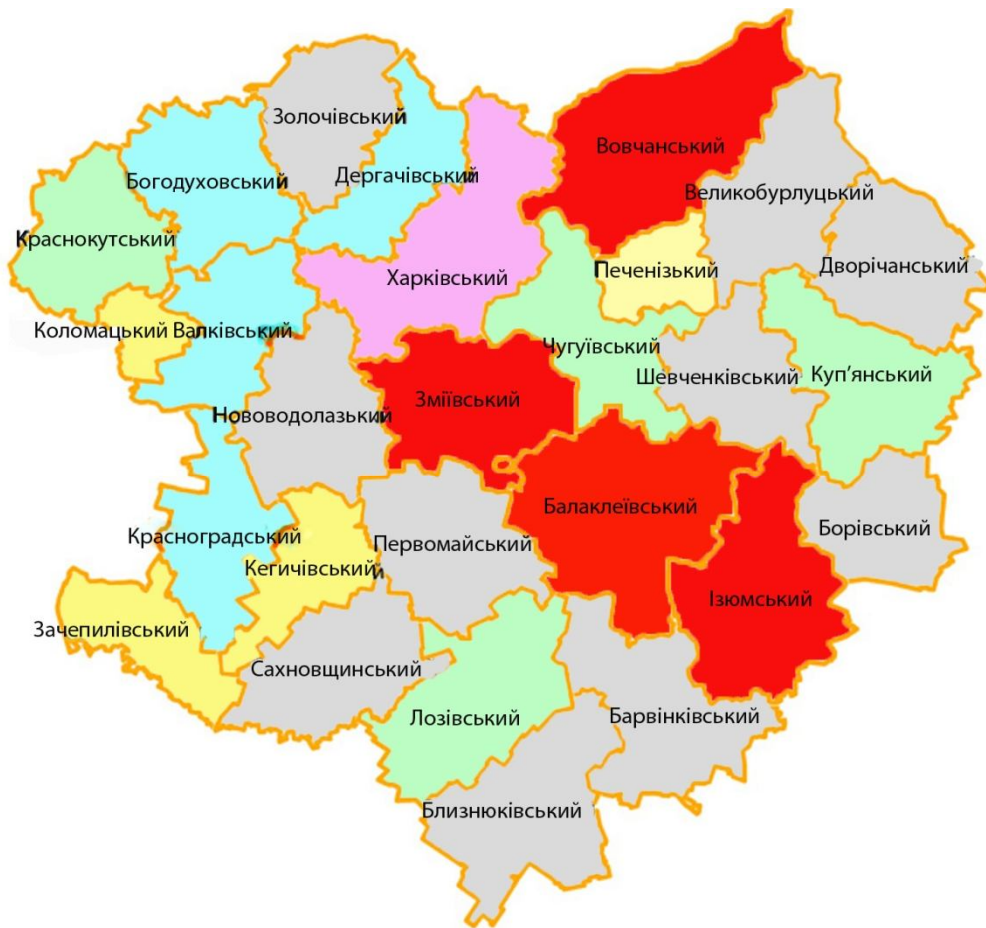 Золочівський
Вовчанський
Богодуховський
Дергачівський
Великобурлуцький
Краснокутський
Харківський
Печенізький
Дворічанський
Коломацький
Валківський
Чугуївський
Шевченківський
Куп’янський
Зміївський
Нововодолазький
Балаклеївський
Борівський
Красноградський
Первомайський
Кегичівський
Ізюмський
Зачепилівський
Сахновщинський
Лозівський
Барвінківський
Близнюківський